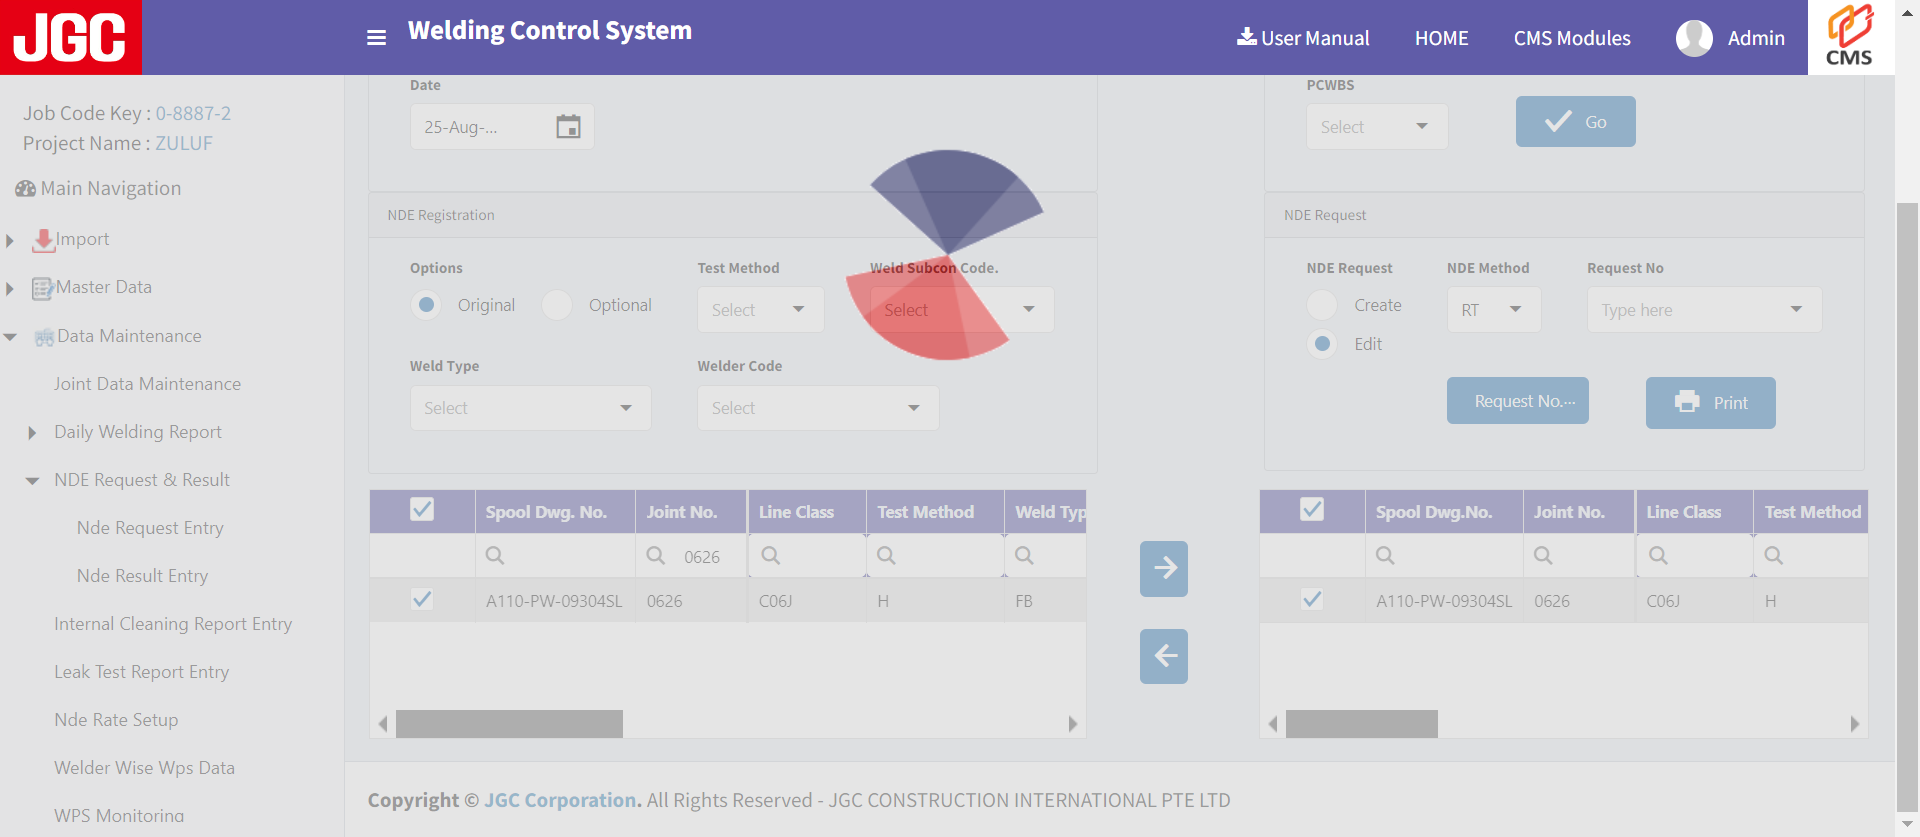 JGC
Welding Control System
User Manual
HOME
CMS Modules
Admin
CMS
Job Code Key : 0-8887-2
Project Name : ZULUF
Main Navigation
Import
Master Data
Data Maintenance
Joint Data Maintenance
Daily Welding Report
NDE Request & Result
Nde Request Entry
Nde Result Entry
Internal Cleaning Report Entry
Leak Test Report Entry
Nde Rate Setup
Welder Wise Wps Data
WPS Monitoring
Date
25-Aug-...
PCWBS
Select
Go
NDE Registration
Options
Original
Optional
Test Method
Select
Weld Subcon Code.
Select
Weld Type
Select
Welder Code
Select
NDE Request
NDE Request
Create
Edit
NDE Method
RT
Request No
Type here
Request No....
Print
Spool Dwg. No. Joint No. Line Class Test Method Weld Typ
0626
A110-PW-09304SL 0626 C06J H FB
Spool Dwg.No. Joint No. Line Class Test Method
A110-PW-09304SL 0626 C06J H
Copyright © JGC Corporation. All Rights Reserved - JGC CONSTRUCTION INTERNATIONAL PTE LTD